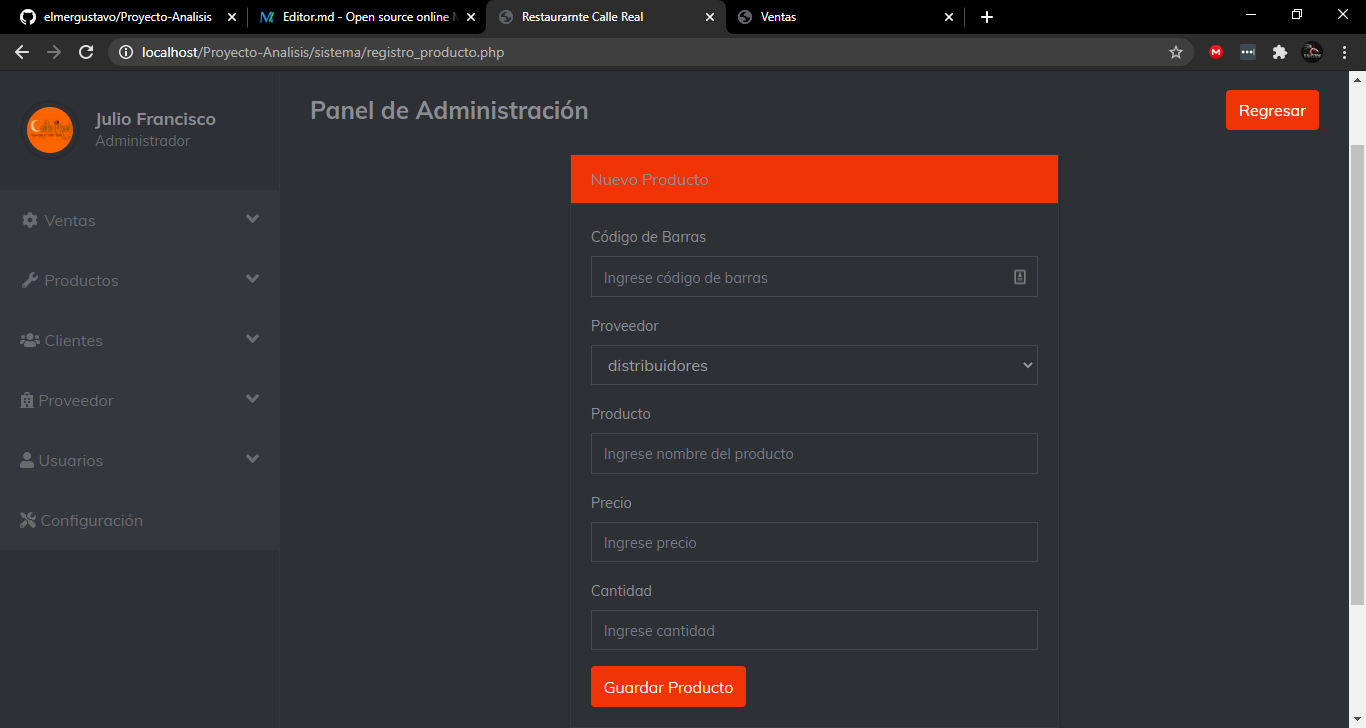 elmergustavo/Proyecto-Analisis
Editor.md - Open source online
Restaurarnte Calle Real
Ventas
localhost/Proyecto-Analisis/sistema/registro_producto.php
Julio Francisco
Administrador
Panel de Administración
Regresar
Ventas
Productos
Clientes
Proveedor
Usuarios
Configuración
Nuevo Producto
Código de Barras
Ingrese código de barras
Proveedor
distribuidores
Producto
Ingrese nombre del producto
Precio
Ingrese precio
Cantidad
Ingrese cantidad
Guardar Producto